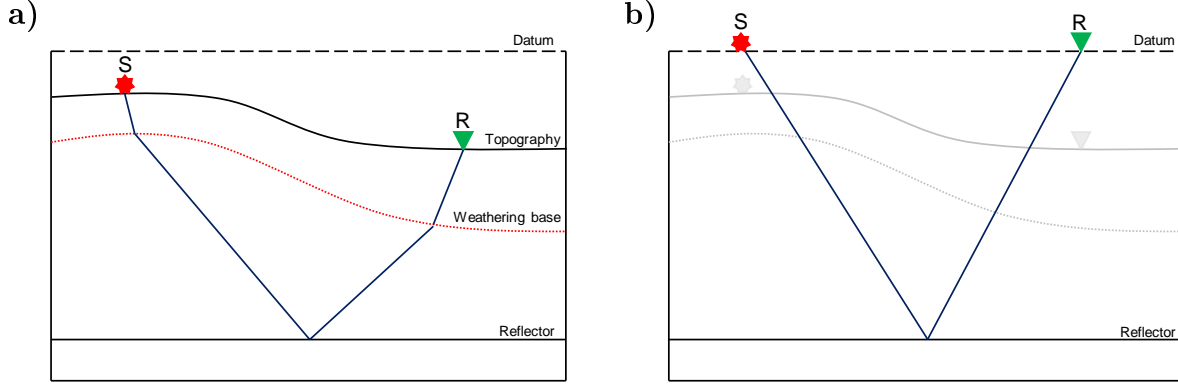 a)
Datum
S
R
Topography
Weathering base
Reflector
b)
S
R
Datum
Reflector